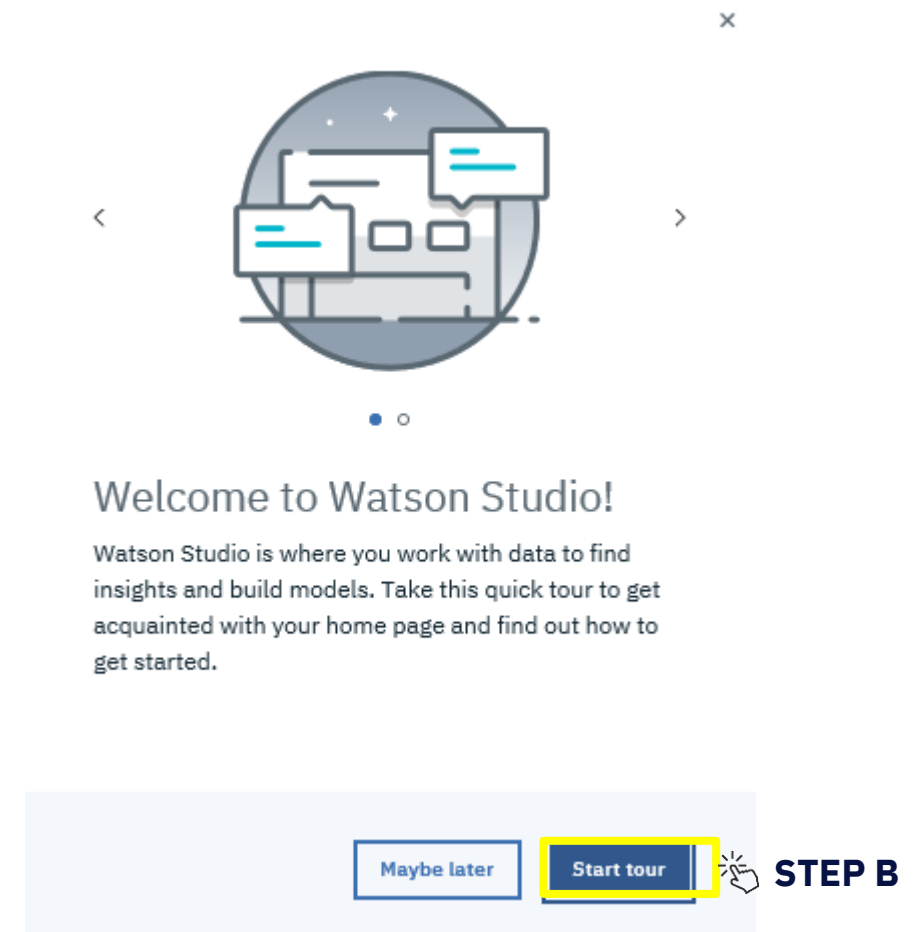 Welcome to Watson Studio!
Watson Studio is where you work with data to find
insights and build models. Take this quick tour to get
acquainted with your home page and find out how to
get started.
Maybe later
Start tour
STEP B